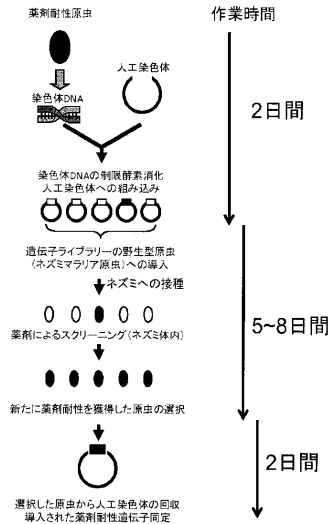 薬剤耐性原虫
作業時間
人工染色体
染色体DNA
2日間
染色体DNAの制限酵素消化
人工染色体への組み込み
遺伝子ライブラリーの野生型原虫
(ネズミマラリア原虫)への導入
ネズミへの接種
5~8日間
薬剤によるスクリーニング(ネズミ体内)
新たに薬剤耐性を獲得した原虫の選択
2日間
選択した原虫から人工染色体の回収
導入された薬剤耐性遺伝子同定